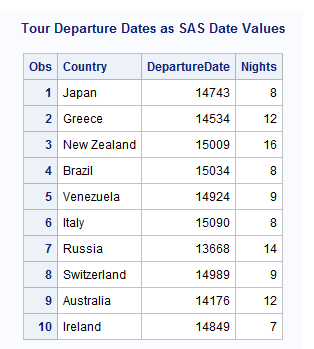 Tour Departure Dates as SAS Date Values
Obs Country DepartureDate Nights
1 Japan 14743 8
2 Greece 14534 12
3 New Zealand 15009 16
4 Brazil 15034 8
5 Venezuela 14924 9
6 Italy 15090 8
7 Russia 13668 14
8 Switzerland 14989 9
9 Australia 14176 12
10 Ireland 14849 7